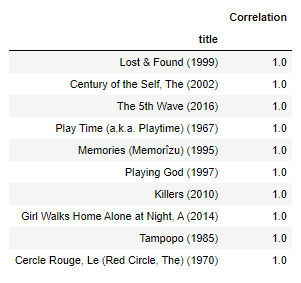 Correlation
title
Lost & Found (1999) 1.0
Century of the Self, The (2002) 1.0
The 5th Wave (2016) 1.0
Play Time (a.k.a. Playtime) (1967) 1.0
Memories (Memorîzu) (1995) 1.0
Playing God (1997) 1.0
Killers (2010) 1.0
Girl Walks Home Alone at Night, A (2014) 1.0
Tampopo (1985) 1.0
Cercle Rouge, Le (Red Circle, The) (1970) 1.0